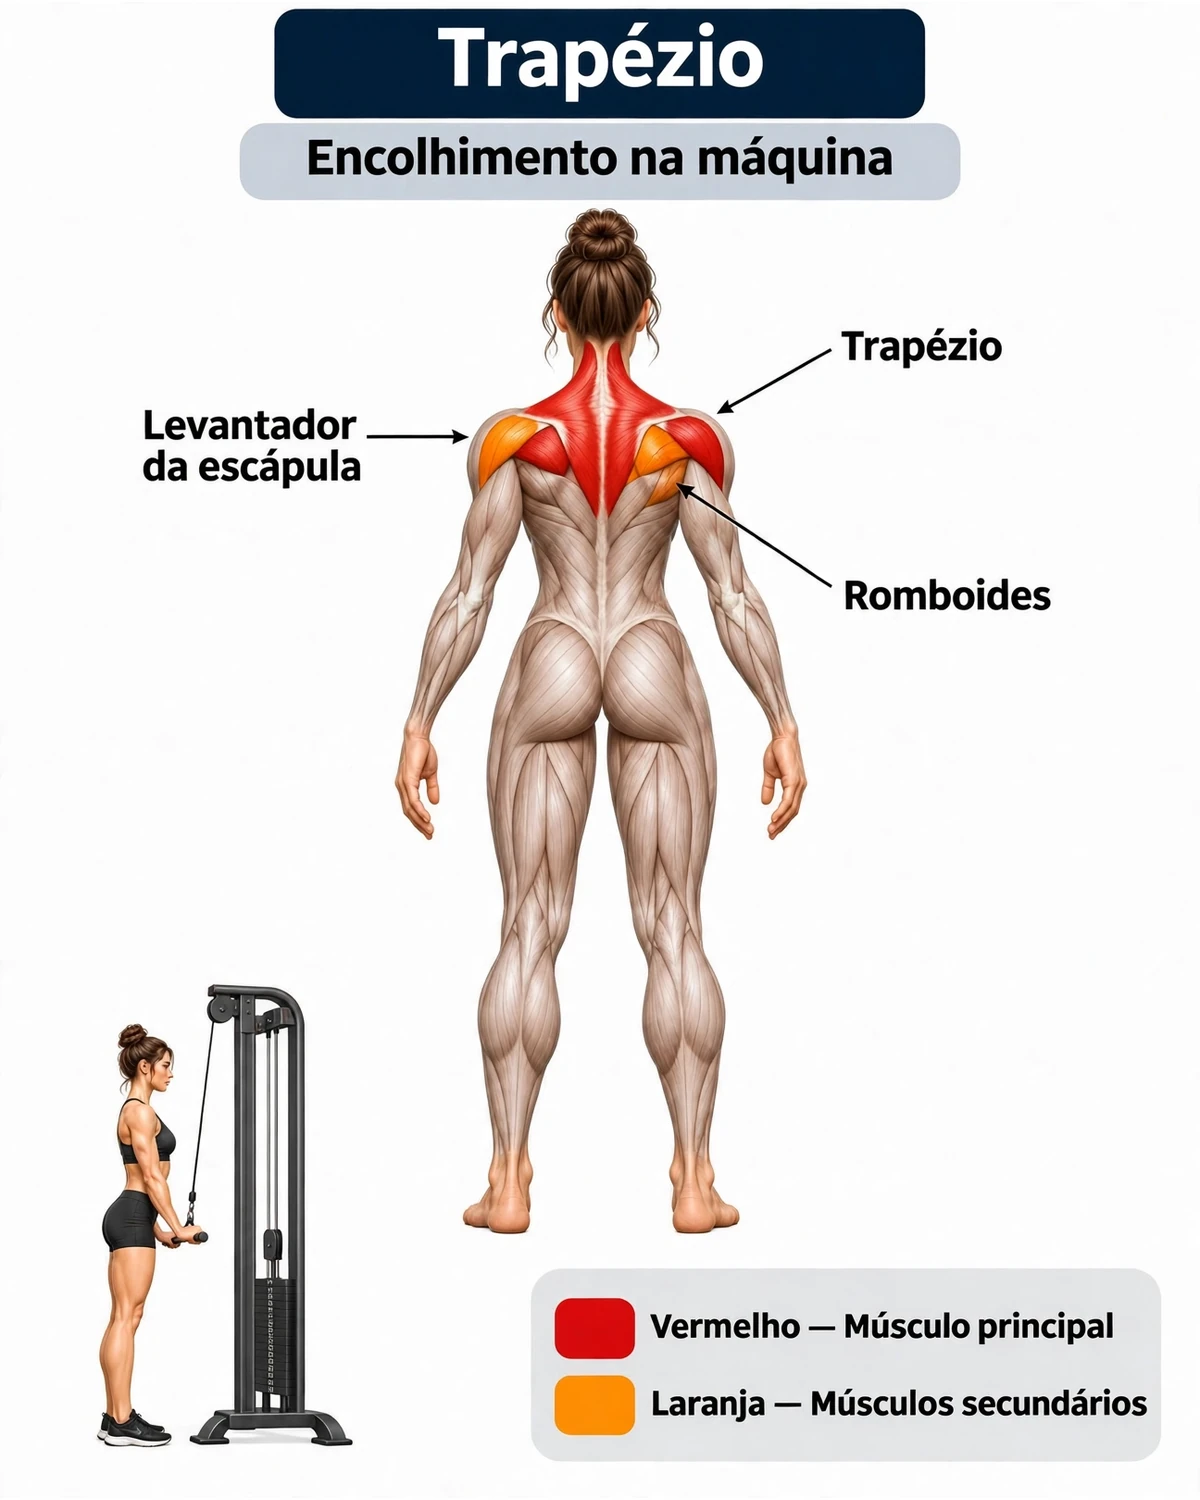 Trapézio
Encolhimento na máquina
Trapézio
Levantador
da escápula
Romboides
Vermelho — Músculo principal
Laranja — Músculos secundários